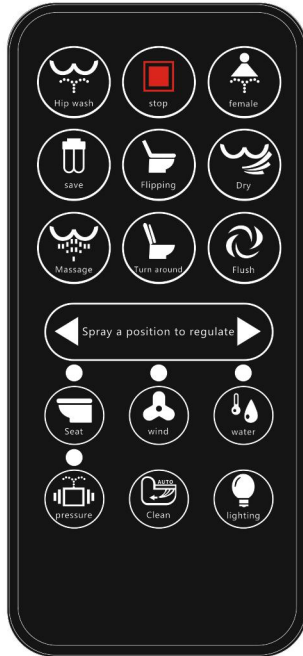 Hip wash
stop
female
save
Flipping
Dry
Massage
Turn around
Flush
Spray a position to regulate
Seat
wind
water
pressure
AUTO
Clean
lighting